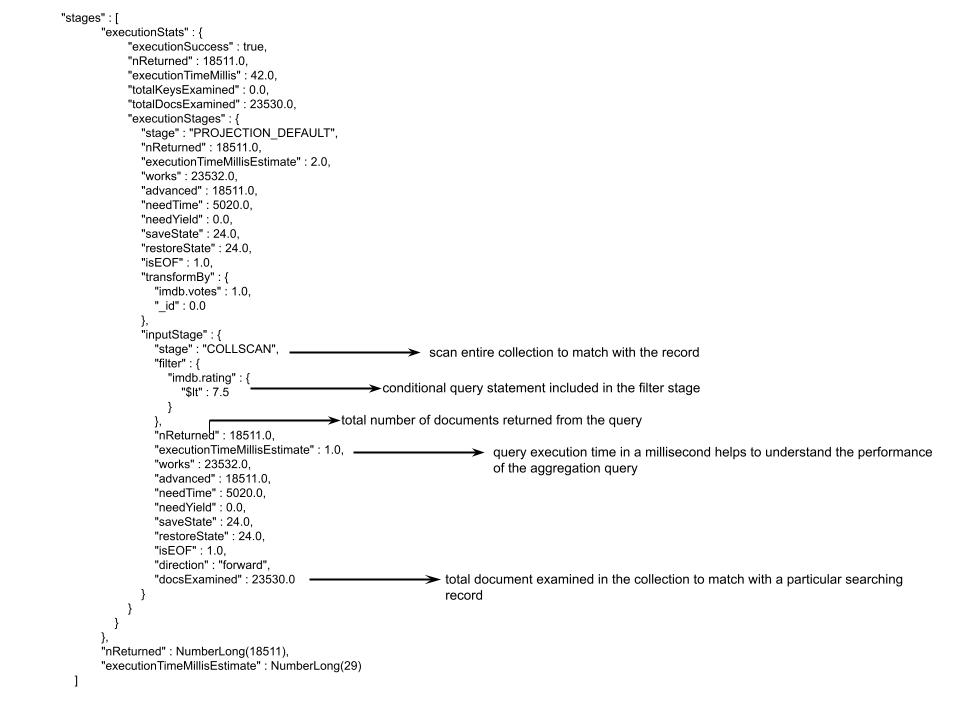 "stages" : [
"executionStats" : {
"executionSuccess" : true,
"nReturned" : 18511.0,
"executionTimeMillis" : 42.0,
"totalKeysExamined" : 0.0,
"totalDocsExamined" : 23530.0,
"executionStages" : {
"stage" : "PROJECTION_DEFAULT",
"nReturned" : 18511.0,
"executionTimeMillisEstimate" : 2.0,
"works" : 23532.0,
"advanced" : 18511.0,
"needTime" : 5020.0,
"needYield" : 0.0,
"saveState" : 24.0,
"restoreState" : 24.0,
"isEOF" : 1.0,
"transformBy" : {
"imdb.votes" : 1.0,
"_id" : 0.0
},
"inputStage" : {
"stage" : "COLLSCAN", scan entire collection to match with the record
"filter" : {
"imdb.rating" : {
"$lt" : 7.5 conditional query statement included in the filter stage
}
}, total number of documents returned from the query
"nReturned" : 18511.0,
"executionTimeMillisEstimate" : 1.0, query execution time in a millisecond helps to understand the performance
"works" : 23532.0, of the aggregation query
"advanced" : 18511.0,
"needTime" : 5020.0,
"needYield" : 0.0,
"saveState" : 24.0,
"restoreState" : 24.0,
"isEOF" : 1.0,
"direction" : "forward",
"docsExamined" : 23530.0 total document examined in the collection to match with a particular searching
} record
}
}
},
"nReturned" : NumberLong(18511),
"executionTimeMillisEstimate" : NumberLong(29)
]